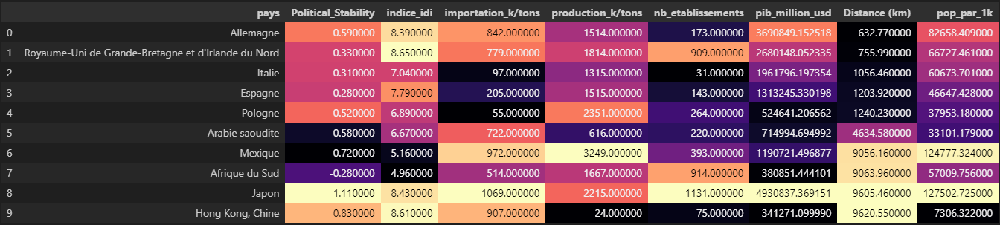 pays Political_Stability indice_idi importation_k/tons production_k/tons nb_etablissements pib_million_usd Distance (km) pop_par_1k
0 Allemagne 0.590000 8.390000 842.000000 1514.000000 173.000000 3690849.152518 632.770000 82658.409000
1 Royaume-Uni de Grande-Bretagne et d'Irlande du Nord 0.330000 8.650000 779.000000 1814.000000 909.000000 2680148.052335 755.990000 66727.461000
2 Italie 0.310000 7.040000 97.000000 1315.000000 31.000000 1961796.197354 1056.460000 60673.701000
3 Espagne 0.280000 7.790000 205.000000 1515.000000 143.000000 1313245.330198 1203.920000 46647.428000
4 Pologne 0.520000 6.890000 55.000000 2351.000000 264.000000 524641.206562 1240.230000 37953.180000
5 Arabie saoudite -0.580000 6.670000 722.000000 616.000000 220.000000 714994.694992 4634.580000 33101.179000
6 Mexique -0.720000 5.160000 972.000000 3249.000000 393.000000 1190721.496877 9056.160000 124777.324000
7 Afrique du Sud -0.280000 4.960000 514.000000 1667.000000 914.000000 380851.444101 9063.960000 57009.756000
8 Japon 1.110000 8.430000 1069.000000 2215.000000 1131.000000 4930837.369151 9605.460000 127502.725000
9 Hong Kong, Chine 0.830000 8.610000 907.000000 24.000000 75.000000 341271.099990 9620.550000 7306.322000